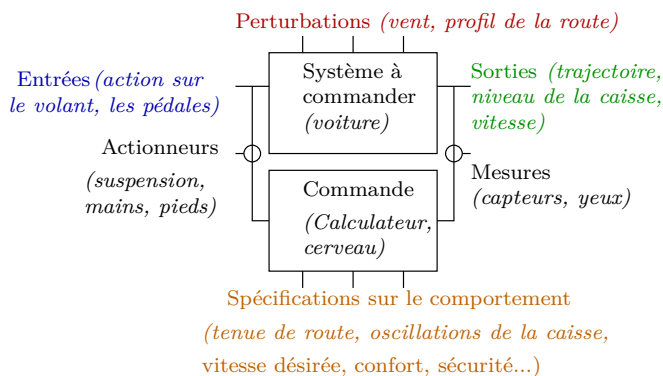 Perturbations (vent, profil de la route)
Entrées (action sur
le volant, les pédales)
Système à
commander
(voiture)
Sorties (trajectoire,
niveau de la caisse,
vitesse)
Actionneurs
(suspension,
mains, pieds)
Mesures
(capteurs, yeux)
Commande
(Calculateur,
cerveau)
Spécifications sur le comportement
(tenue de route, oscillations de la caisse,
vitesse désirée, confort, sécurité...)